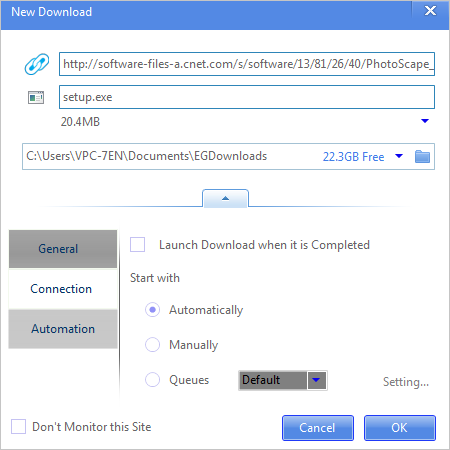 New Download
http://software-files-a.cnet.com/s/software/13/81/26/40/PhotoScape_
setup.exe
20.4MB
C:\Users\VPC-7EN\Documents\EGDownloads 22.3GB Free
General
Launch Download when it is Completed
Connection
Start with
Automation
Automatically
Manually
Queues Default Setting...
Don't Monitor this Site
Cancel OK